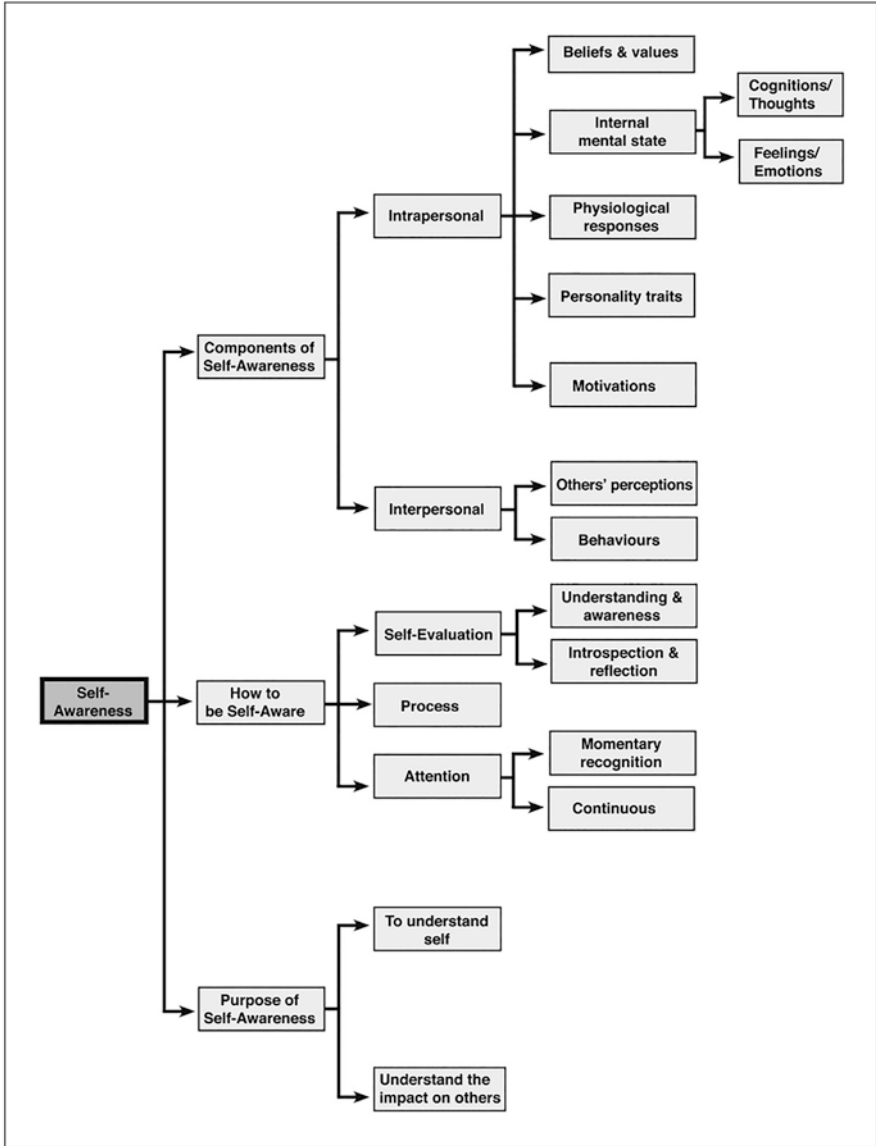 Beliefs & values
Cognitions/
Thoughts
Internal
mental state
Feelings/
Emotions
Intrapersonal
Physiological
responses
Personality traits
Components of
Self-Awareness
Motivations
Interpersonal
Others' perceptions
Behaviours
Understanding &
awareness
Self-Evaluation
Introspection &
reflection
Self-
Awareness
How to
be Self-Aware
Process
Momentary
recognition
Attention
Continuous
To understand
self
Purpose of
Self-Awareness
Understand the
impact on others